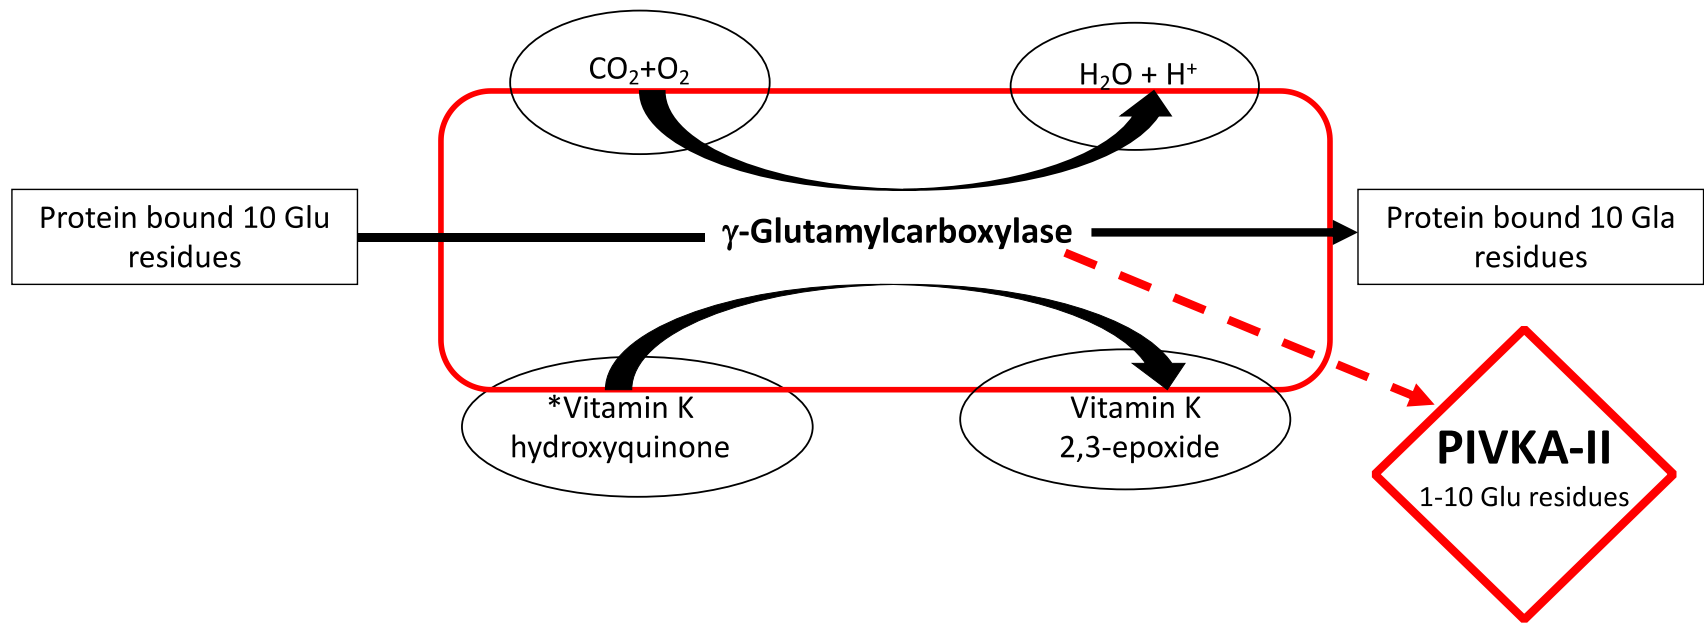 CO₂+O₂
H₂O + H⁺
Protein bound 10 Glu
residues
γ-Glutamylcarboxylase
Protein bound 10 Gla
residues
*Vitamin K
hydroxyquinone
Vitamin K
2,3-epoxide
PIVKA-II
1-10 Glu residues